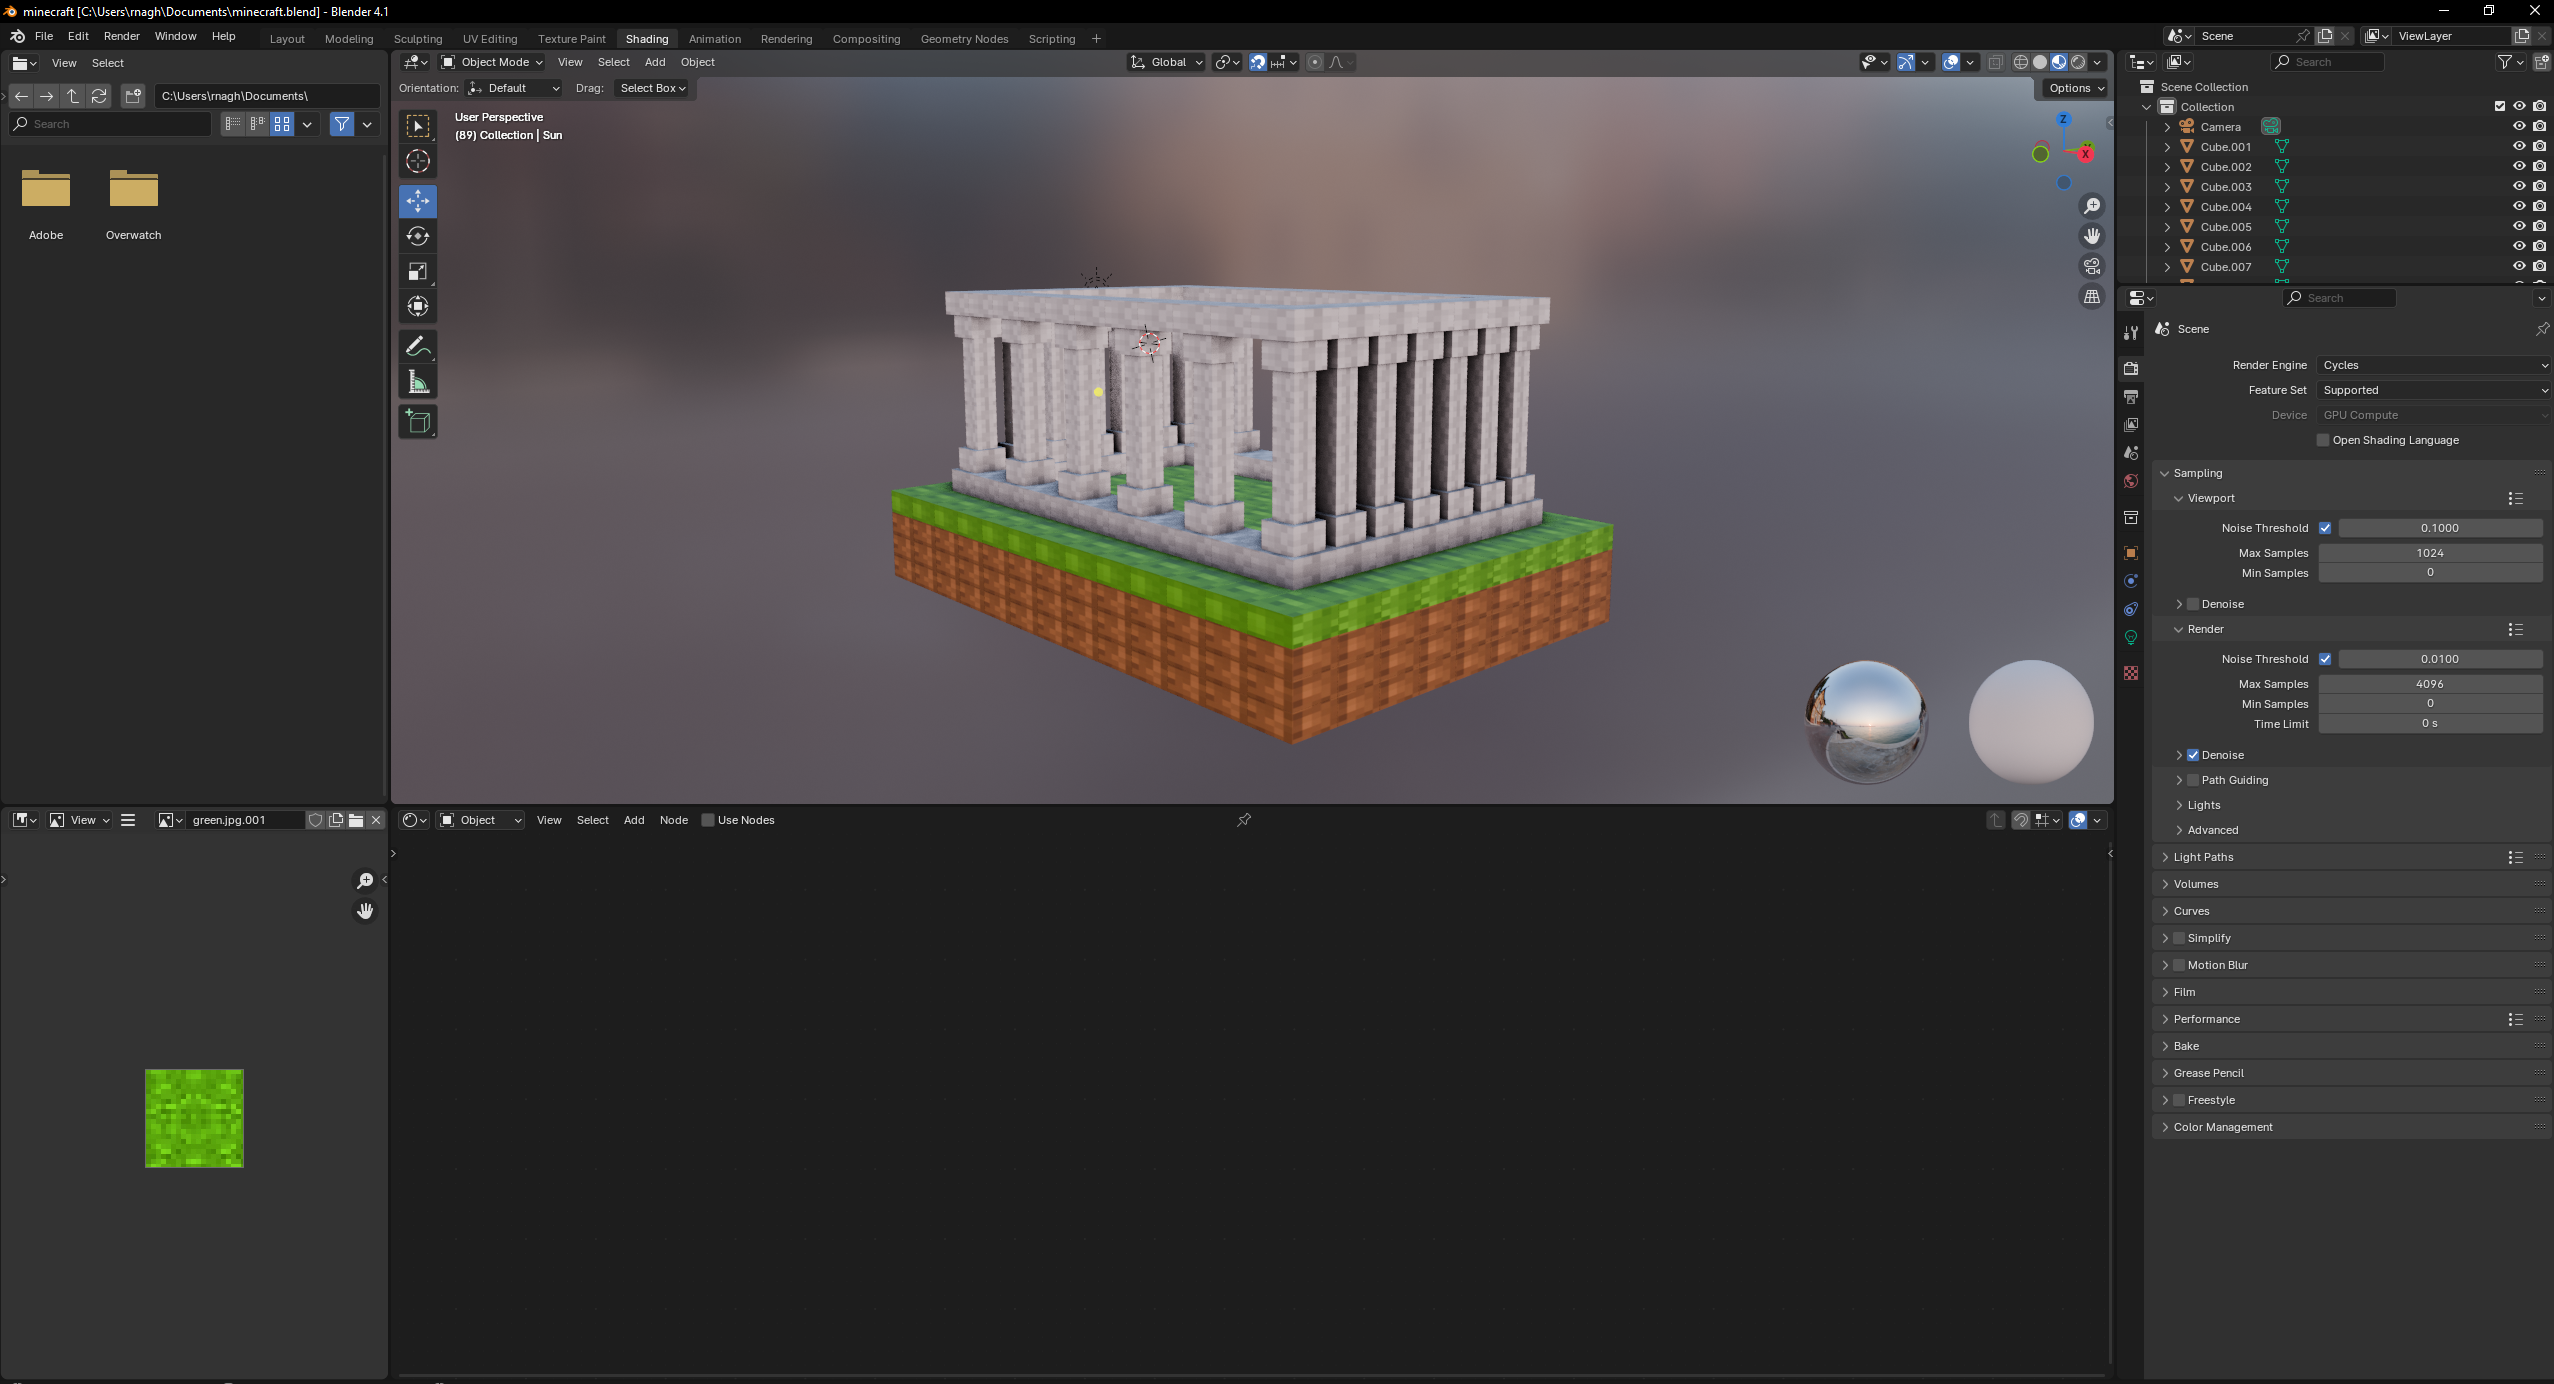 minecraft [C:\Users\rnagh\Documents\minecraft.blend] - Blender 4.1
File Edit Render Window Help Layout Modeling Sculpting UV Editing Texture Paint Shading Animation Rendering Compositing Geometry Nodes Scripting + Scene ViewLayer
View Select
C:\Users\rnagh\Documents\
Search
Adobe Overwatch
Object Mode View Select Add Object Global
Orientation: Default Drag: Select Box Options
User Perspective
(89) Collection | Sun
Z
X
Search
Scene Collection
Collection
Camera
Cube.001
Cube.002
Cube.003
Cube.004
Cube.005
Cube.006
Cube.007
Search
Scene
Render Engine Cycles
Feature Set Supported
Device GPU Compute
Open Shading Language
Sampling
Viewport
Noise Threshold 0.1000
Max Samples 1024
Min Samples 0
Denoise
Render
Noise Threshold 0.0100
Max Samples 4096
Min Samples 0
Time Limit 0 s
Denoise
Path Guiding
Lights
Advanced
Light Paths
Volumes
Curves
Simplify
Motion Blur
Film
Performance
Bake
Grease Pencil
Freestyle
Color Management
View green.jpg.001
Object View Select Add Node Use Nodes